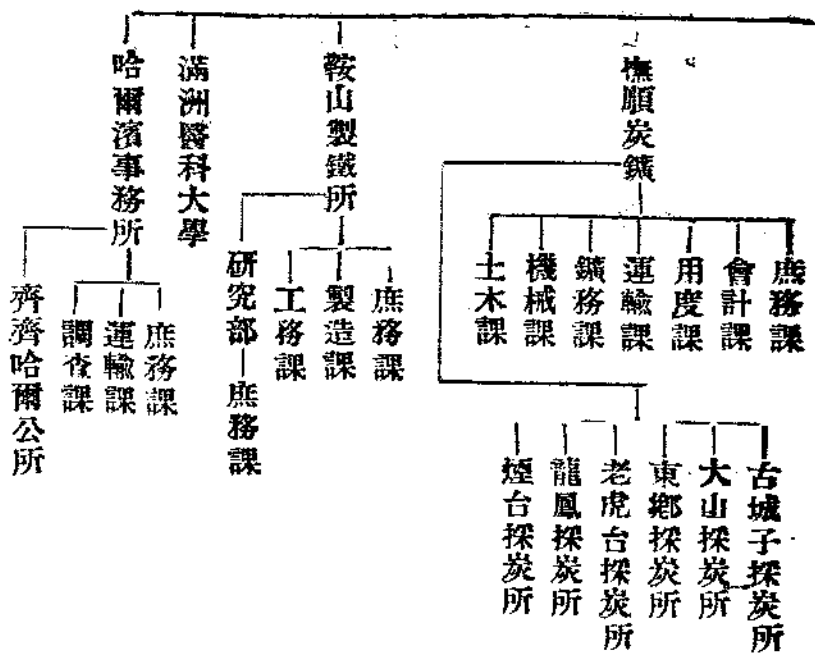 撫順炭鑛
庶務課
會計課
用度課
運輸課
鑛務課
機械課
土木課
古城子採炭所
大山採炭所
東鄕採炭所
老虎台採炭所
龍鳳採炭所
煙台採炭所
鞍山製鐵所
庶務課
製造課
工務課
研究部—庶務課
滿洲醫科大學
哈爾濱事務所
庶務課
運輸課
調查課
齊齊哈爾公所